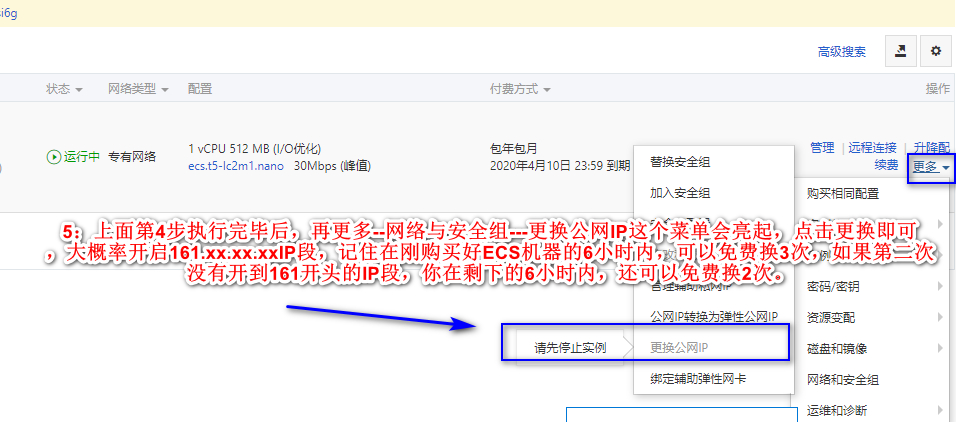 si6g
高级搜索
状态 网络类型 配置 付费方式 操作
运行中 专有网络
1 vCPU 512 MB (I/O优化)
ecs.t5-lc2m1.nano 30Mbps (峰值)
包年包月
2020年4月10日 23:59 到期
管理 | 远程连接 | 升降配
续费 更多
替换安全组
加入安全组
购买相同配置
5：上面第4步执行完毕后，再更多--网络与安全组---更换公网IP这个菜单会亮起，点击更换即可
，大概率开启161.xx.xx.xxIP段，记住在刚购买好ECS机器的6小时内，可以免费换3次，如果第一次
没有开到161开头的IP段，你在剩下的6小时内，还可以免费换2次。
管理辅助私网IP
密码/密钥
公网IP转换为弹性公网IP
资源变配
请先停止实例
更换公网IP
磁盘和镜像
绑定辅助弹性网卡
网络和安全组
运维和诊断